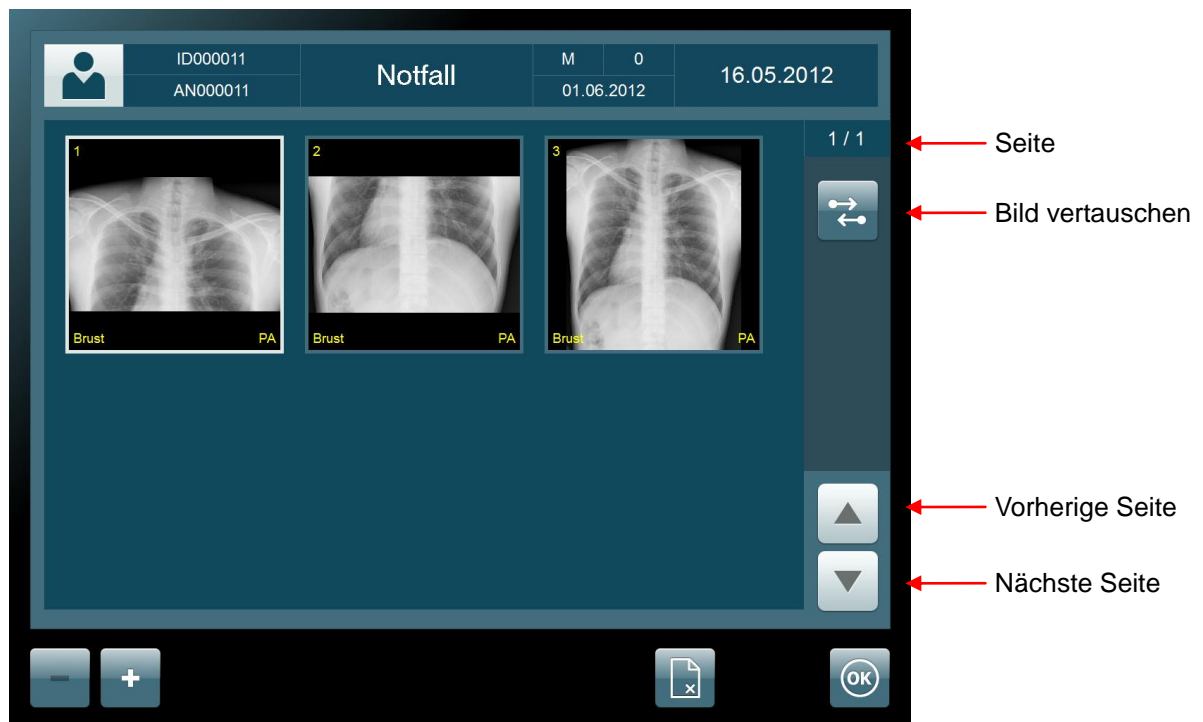 ID000011
AN000011
Notfall
M 0
01.06.2012
16.05.2012
1 / 1
Seite
Bild vertauschen
1
Brust PA
2
Brust PA
3
Brust PA
Vorherige Seite
Nächste Seite
OK